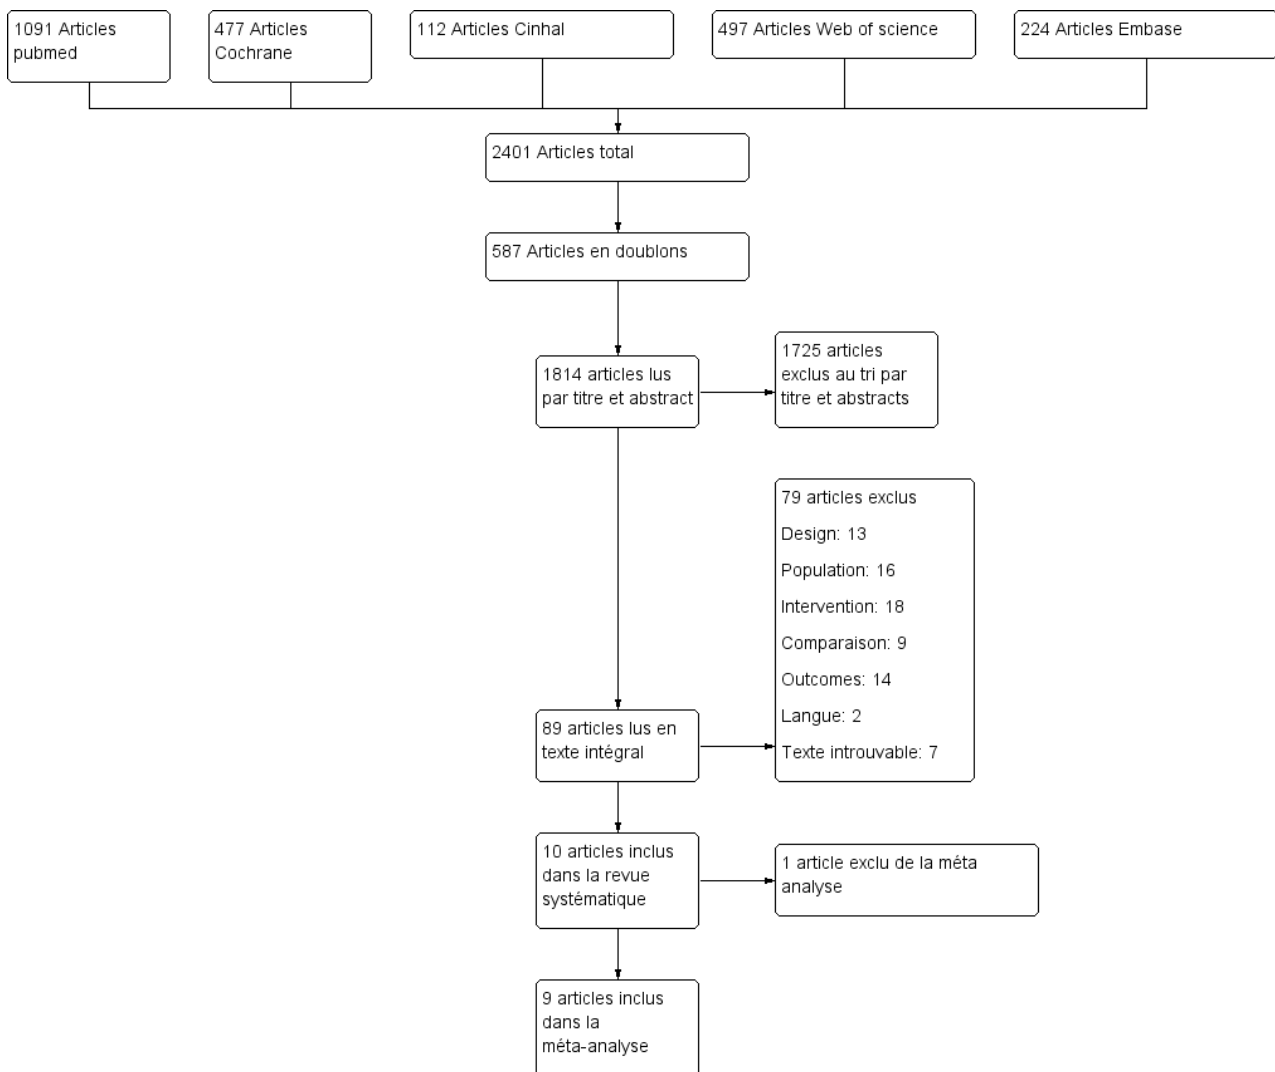 1091 Articles
pubmed
477 Articles
Cochrane
112 Articles Cinhal
497 Articles Web of science
224 Articles Embase
2401 Articles total
587 Articles en doublons
1814 articles lus
par titre et abstract
1725 articles
exclus au tri par
titre et abstracts
79 articles exclus
Design: 13
Population: 16
Intervention: 18
Comparaison: 9
Outcomes: 14
Langue: 2
Texte introuvable: 7
89 articles lus en
texte intégral
10 articles inclus
dans la revue
systématique
1 article exclu de la méta
analyse
9 articles inclus
dans la
méta-analyse